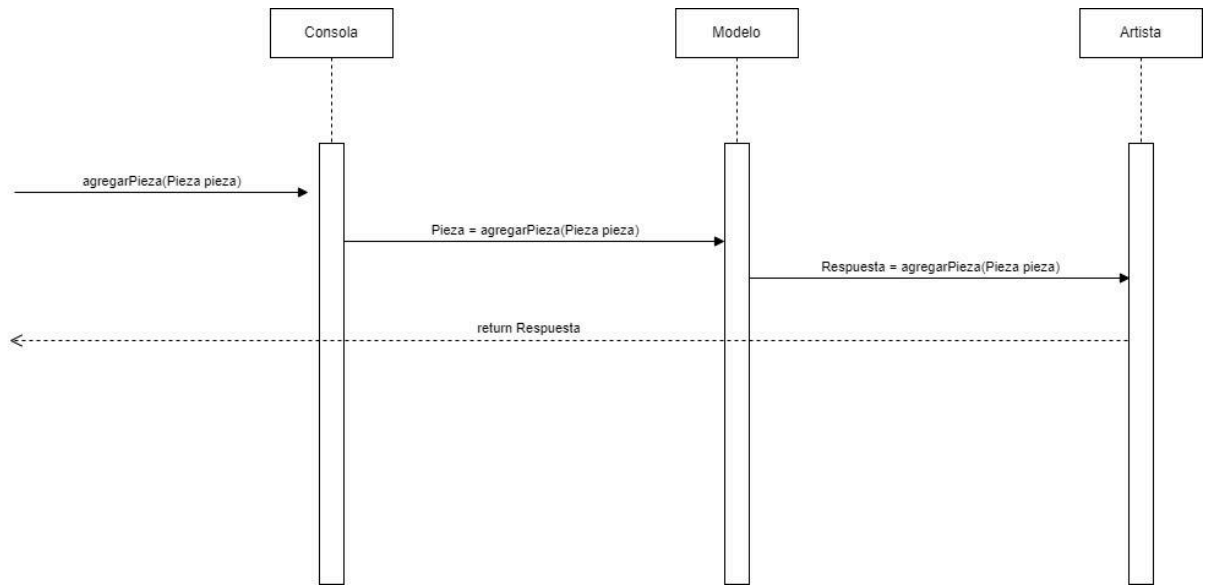 Consola
Modelo
Artista
agregarPieza(Pieza pieza)
Pieza = agregarPieza(Pieza pieza)
Respuesta = agregarPieza(Pieza pieza)
return Respuesta